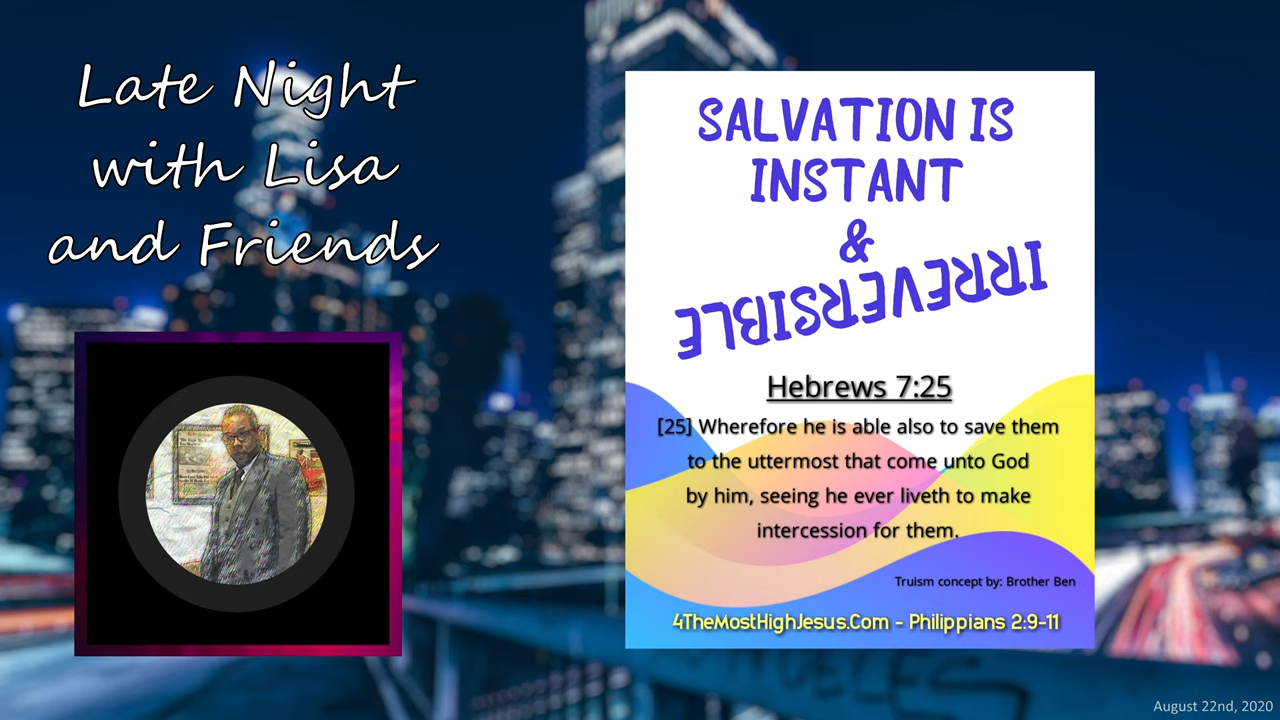 Late Night
with Lisa
and Friends
SALVATION IS
INSTANT
&
IRREVERSIBLE
Hebrews 7:25
[25] Wherefore he is able also to save them
to the uttermost that come unto God
by him, seeing he ever liveth to make
intercession for them.
Truism concept by: Brother Ben
4TheMostHighJesus.Com - Philippians 2:9-11
August 22nd, 2020